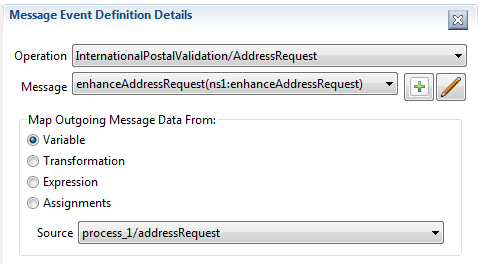 Message Event Definition Details
Operation InternationalPostalValidation/AddressRequest
Message enhanceAddressRequest(ns1:enhanceAddressRequest)
Map Outgoing Message Data From:
Variable
Transformation
Expression
Assignments
Source process_1/addressRequest